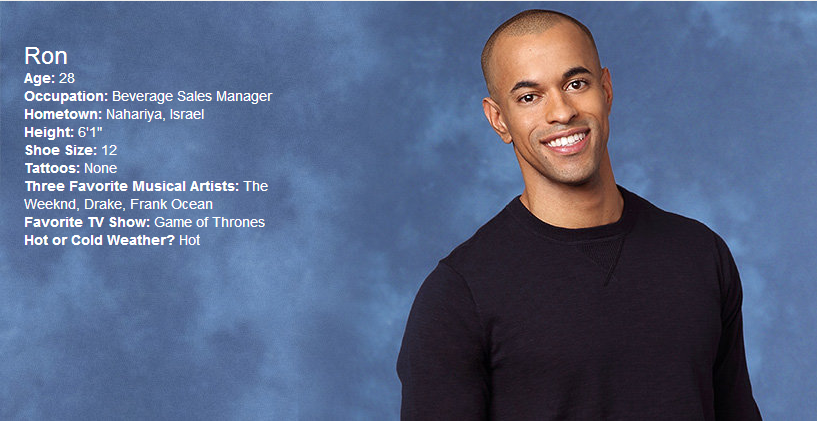 Ron
Age: 28
Occupation: Beverage Sales Manager
Hometown: Nahariya, Israel
Height: 6'1"
Shoe Size: 12
Tattoos: None
Three Favorite Musical Artists: The
Weeknd, Drake, Frank Ocean
Favorite TV Show: Game of Thrones
Hot or Cold Weather? Hot